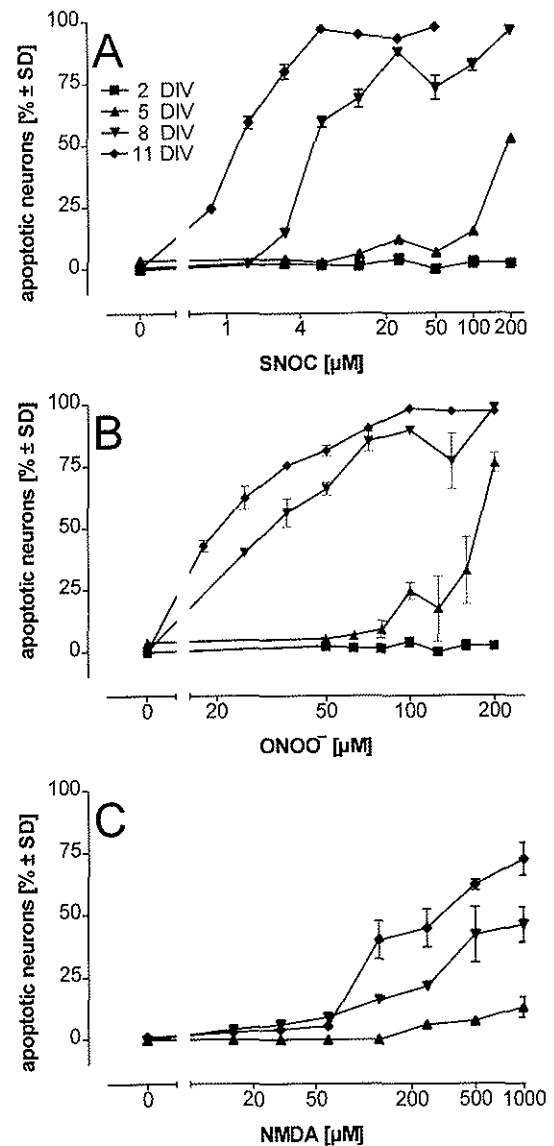 A
apoptotic neurons [% ± SD]
100
75
50
25
0
2 DIV
5 DIV
8 DIV
11 DIV
0 1 4 20 50 100 200
SNOC [µM]
B
apoptotic neurons [% ± SD]
100
75
50
25
0
0 20 50 100 200
ONOO⁻ [µM]
C
apoptotic neurons [% ± SD]
100
75
50
25
0
0 20 50 200 500 1000
NMDA [µM]